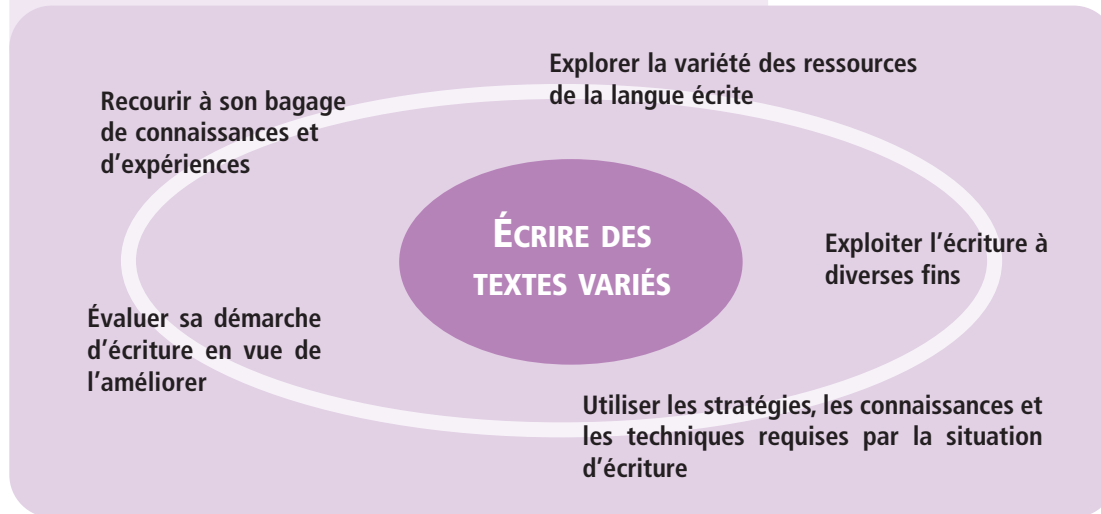 Explorer la variété des ressources
de la langue écrite
Recourir à son bagage
de connaissances et
d’expériences
ÉCRIRE DES
TEXTES VARIÉS
Exploiter l’écriture à
diverses fins
Évaluer sa démarche
d’écriture en vue de
l’améliorer
Utiliser les stratégies, les connaissances et
les techniques requises par la situation
d’écriture